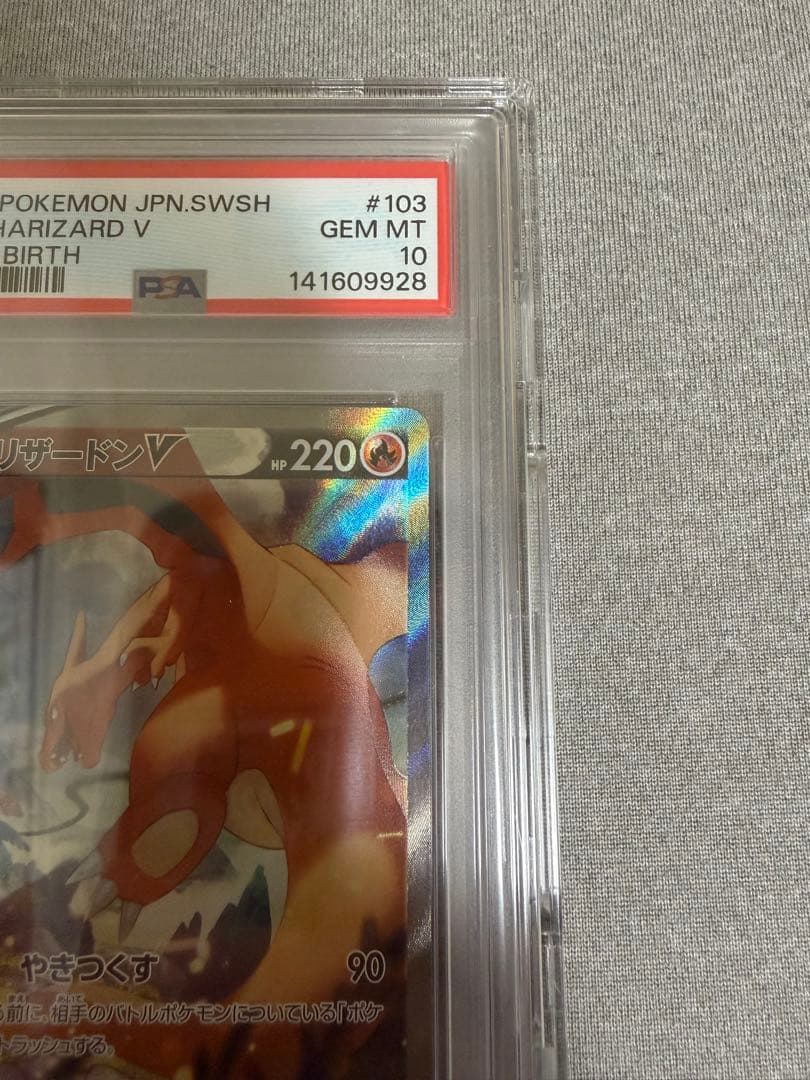 POKEMON JPN.SWSH #103
HARIZARD V GEM MT
BIRTH 10
PSA 141609928
リザードンV HP 220
やきつくす 90
前に、相手のバトルポケモンについている「ポケ
トラッシュする。